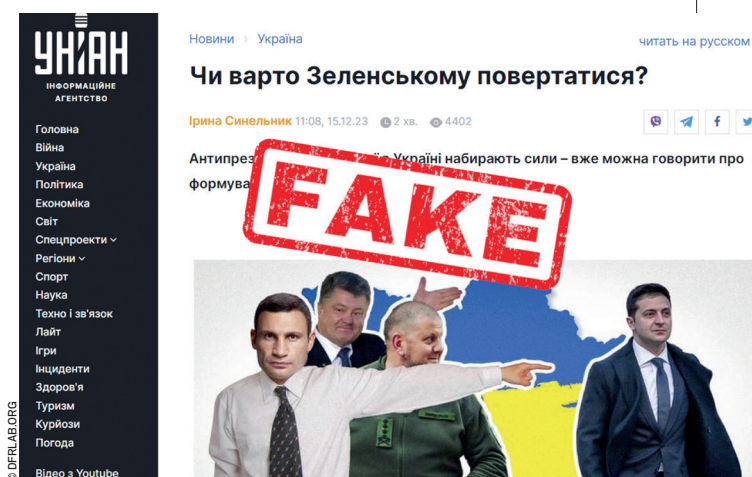 УНІАН
ІНФОРМАЦІЙНЕ
АГЕНТСТВО
Головна
Війна
Україна
Політика
Економіка
Світ
Спецпроекти
Регіони
Спорт
Наука
Техно і зв'язок
Лайт
Ігри
Інциденти
Здоров'я
Туризм
Курйози
Погода
Відео з Youtube
Новини › Україна
читать на русском
Чи варто Зеленському повертатися?
Ірина Синельник 11:08, 15.12.23 2 хв. 4402
Україні набирають сили – вже можна говорити про
FAKE
© DFRLAB.ORG